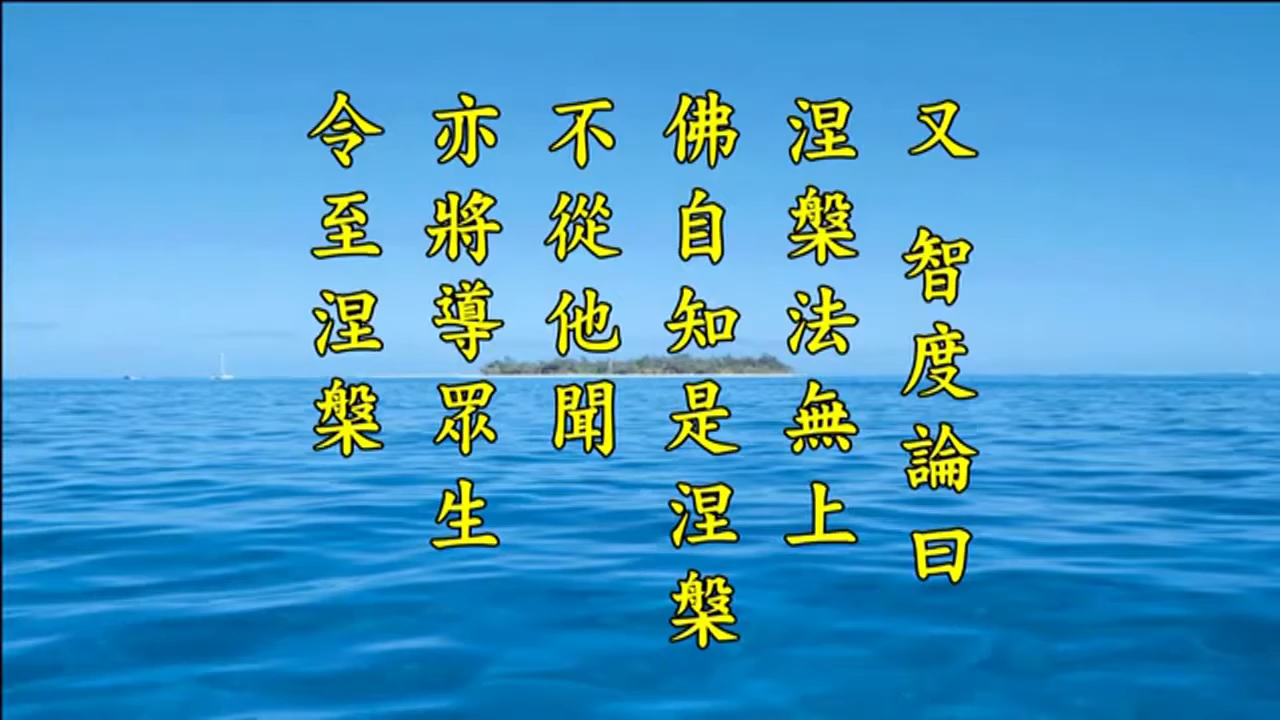 又 智度論曰
涅槃法無上
佛自知是涅槃
不從他聞
亦將導眾生
令至涅槃